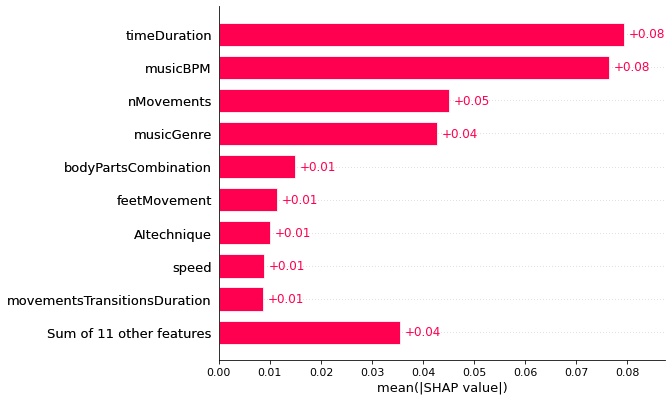 timeDuration +0.08
musicBPM +0.08
nMovements +0.05
musicGenre +0.04
bodyPartsCombination +0.01
feetMovement +0.01
AItechnique +0.01
speed +0.01
movementsTransitionsDuration +0.01
Sum of 11 other features +0.04
0.00 0.01 0.02 0.03 0.04 0.05 0.06 0.07 0.08
mean(|SHAP value|)